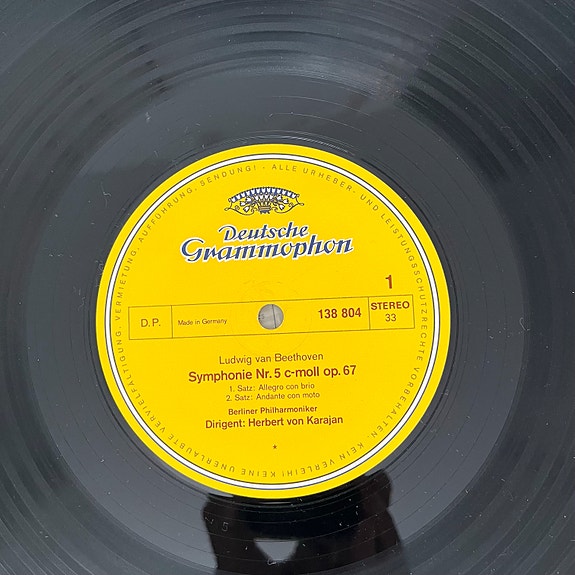 ALLE URHEBER- UND LEISTUNGSSCHUTZRECHTE VORBEHALTEN · KEIN VERLEIH! · KEINE UNERLAUBTE VERVIELFÄLTIGUNG, VERMIETUNG, AUFFÜHRUNG, SENDUNG! ·
Deutsche
Grammophon
1
D.P.
Made in Germany
138 804
STEREO
33
Ludwig van Beethoven
Symphonie Nr. 5 c-moll op. 67
1. Satz: Allegro con brio
2. Satz: Andante con moto
Berliner Philharmoniker
Dirigent: Herbert von Karajan
*